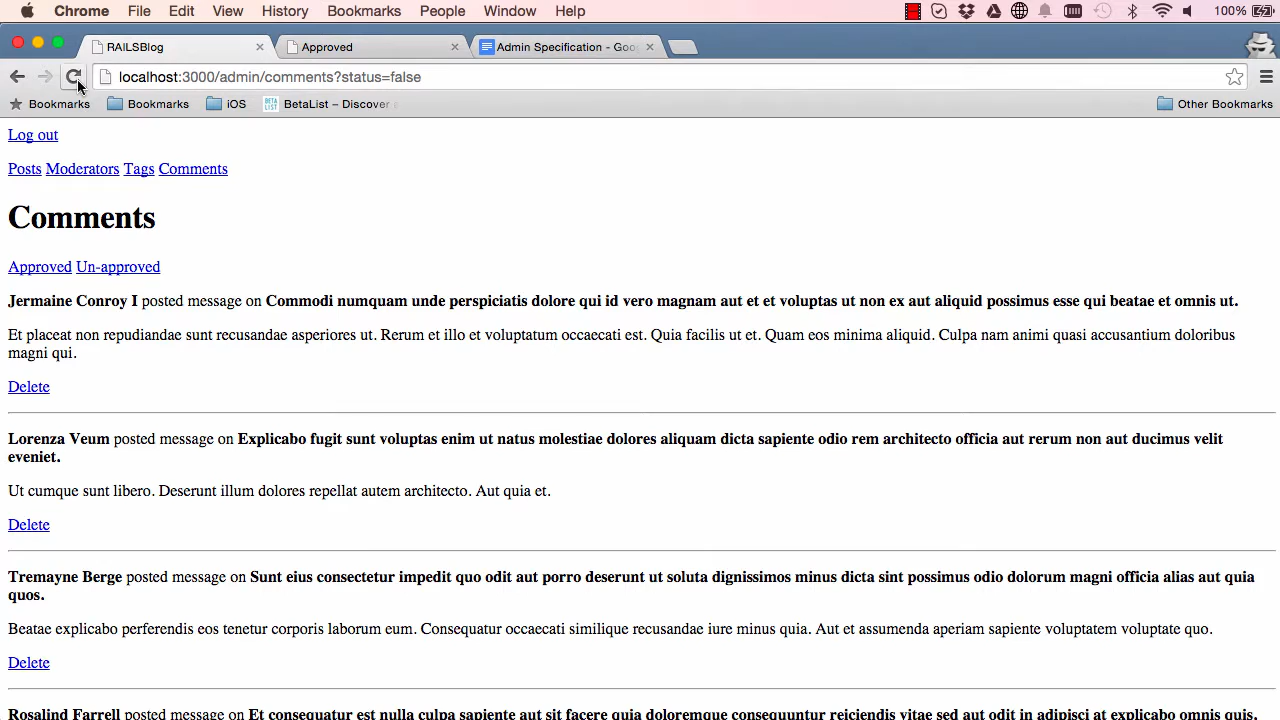 Chrome File Edit View History Bookmarks People Window Help 100%
RAILSBlog Approved Admin Specification - Goo
localhost:3000/admin/comments?status=false
Bookmarks Bookmarks iOS BETA LIST BetaList – Discover Other Bookmarks
Log out
Posts Moderators Tags Comments
Comments
Approved Un-approved
Jermaine Conroy I posted message on Commodi numquam unde perspiciatis dolore qui id vero magnam aut et et voluptas ut non ex aut aliquid possimus esse qui beatae et omnis ut.
Et placeat non repudiandae sunt recusandae asperiores ut. Rerum et illo et voluptatum occaecati est. Quia facilis ut et. Quam eos minima aliquid. Culpa nam animi quasi accusantium doloribus
magni qui.
Delete
Lorenza Veum posted message on Explicabo fugit sunt voluptas enim ut natus molestiae dolores aliquam dicta sapiente odio rem architecto officia aut rerum non aut ducimus velit
eveniet.
Ut cumque sunt libero. Deserunt illum dolores repellat autem architecto. Aut quia et.
Delete
Tremayne Berge posted message on Sunt eius consectetur impedit quo odit aut porro deserunt ut soluta dignissimos minus dicta sint possimus odio dolorum magni officia alias aut quia
quos.
Beatae explicabo perferendis eos tenetur corporis laborum eum. Consequatur occaecati similique recusandae iure minus quia. Aut et assumenda aperiam sapiente voluptatem voluptate quo.
Delete
Rosalind Farrell posted message on Et consequatur est nulla culpa sapiente aut sit facere quia doloremque consequuntur reiciendis vitae sed aut odit in adipisci at explicabo omnis quis.